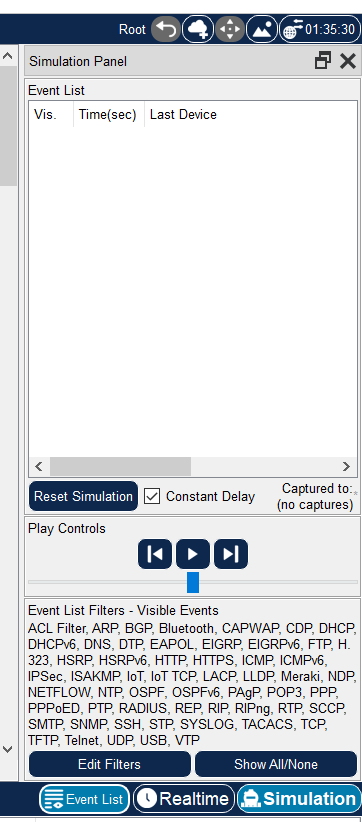 Root 01:35:30
Simulation Panel
Event List
Vis. Time(sec) Last Device
Reset Simulation Constant Delay Captured to:*
(no captures)
Play Controls
Event List Filters - Visible Events
ACL Filter, ARP, BGP, Bluetooth, CAPWAP, CDP, DHCP,
DHCPv6, DNS, DTP, EAPOL, EIGRP, EIGRPv6, FTP, H.
323, HSRP, HSRPv6, HTTP, HTTPS, ICMP, ICMPv6,
IPSec, ISAKMP, IoT, IoT TCP, LACP, LLDP, Meraki, NDP,
NETFLOW, NTP, OSPF, OSPFv6, PAgP, POP3, PPP,
PPPoED, PTP, RADIUS, REP, RIP, RIPng, RTP, SCCP,
SMTP, SNMP, SSH, STP, SYSLOG, TACACS, TCP,
TFTP, Telnet, UDP, USB, VTP
Edit Filters Show All/None
Event List Realtime Simulation